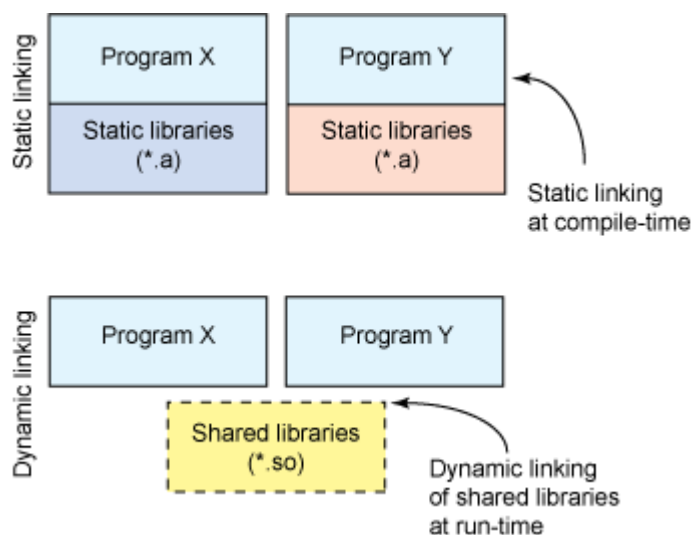 Static linking
Program X
Static libraries
(*.a)
Program Y
Static libraries
(*.a)
Static linking
at compile-time
Dynamic linking
Program X
Program Y
Shared libraries
(*.so)
Dynamic linking
of shared libraries
at run-time